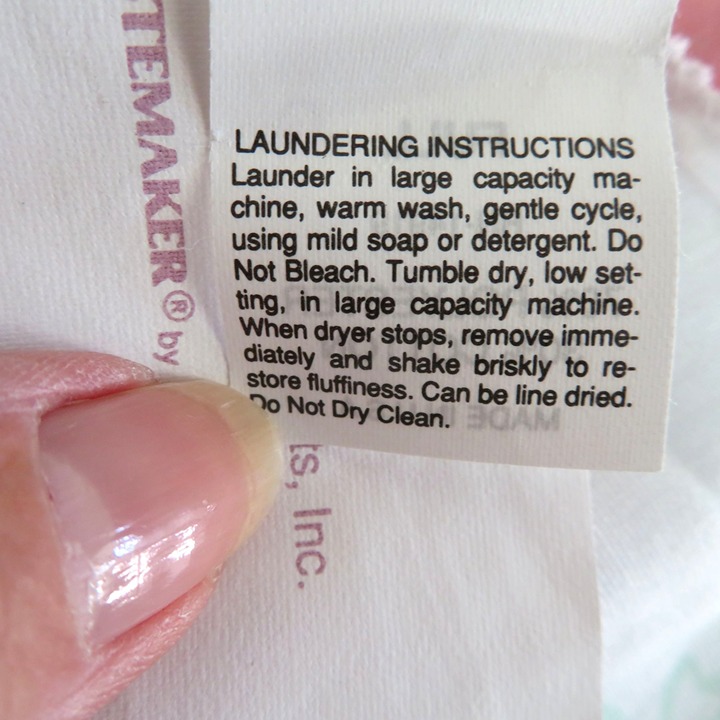 TEMAKER® by
ts, Inc.
LAUNDERING INSTRUCTIONS
Launder in large capacity ma-
chine, warm wash, gentle cycle,
using mild soap or detergent. Do
Not Bleach. Tumble dry, low set-
ting, in large capacity machine.
When dryer stops, remove imme-
diately and shake briskly to re-
store fluffiness. Can be line dried.
Do Not Dry Clean.
MADE